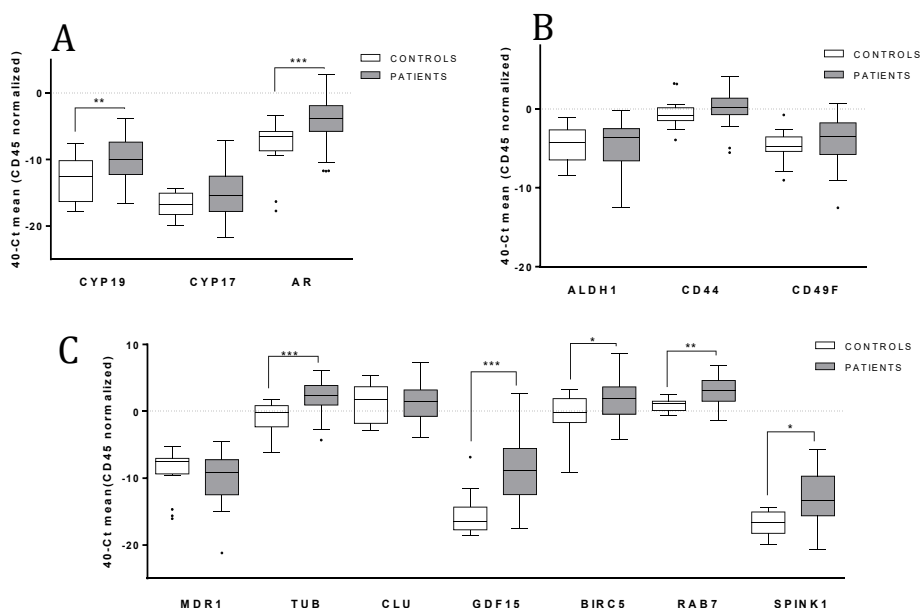 A
CONTROLS
PATIENTS
40-Ct mean (CD45 normalized)
0
-10
-20
**
***
CYP19 CYP17 AR
B
CONTROLS
PATIENTS
40-Ct mean (CD45 normalized)
0
-10
-20
ALDH1 CD44 CD49F
C
CONTROLS
PATIENTS
40-Ct mean(CD45 normalized)
10
0
-10
-20
***
***
*
**
*
MDR1 TUB CLU GDF15 BIRC5 RAB7 SPINK1